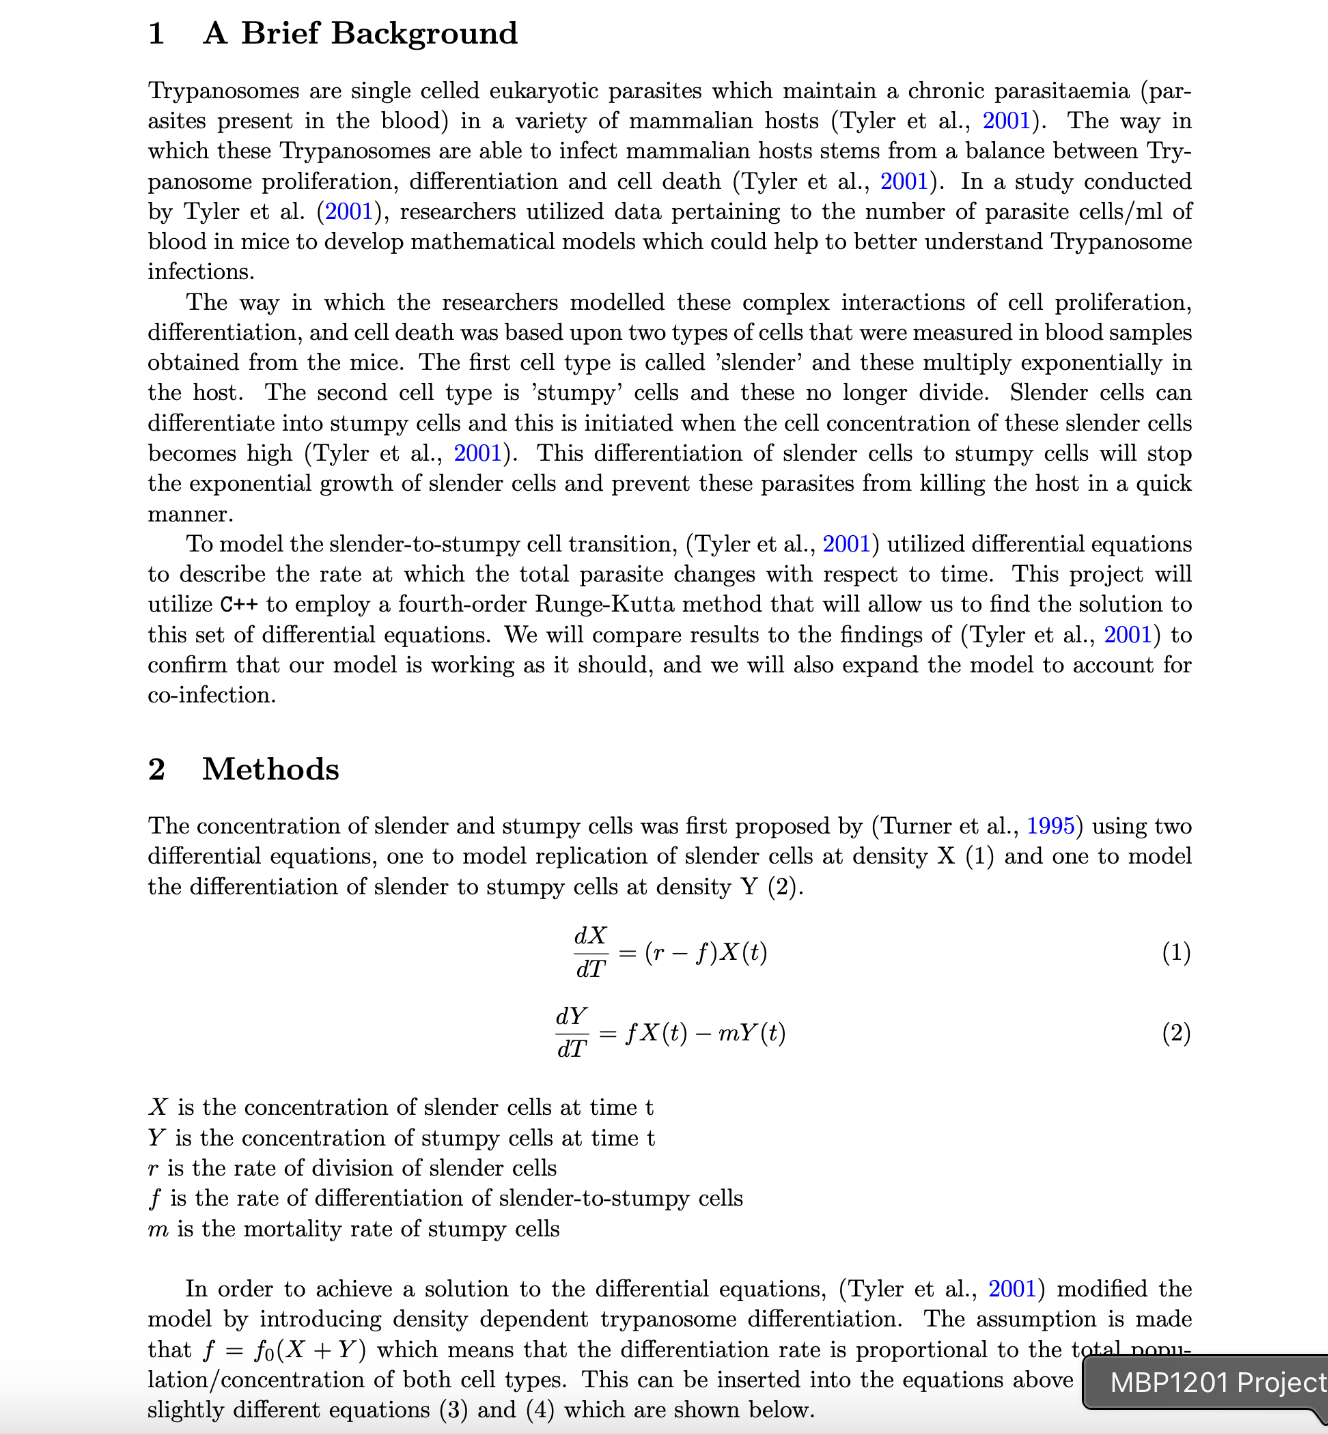 1 A Brief Background
Trypanosomes are single celled eukaryotic parasites which maintain a chronic parasitaemia (par-
asites present in the blood) in a variety of mammalian hosts (Tyler et al., 2001). The way in
which these Trypanosomes are able to infect mammalian hosts stems from a balance between Try-
panosome proliferation, differentiation and cell death (Tyler et al., 2001). In a study conducted
by Tyler et al. (2001), researchers utilized data pertaining to the number of parasite cells/ml of
blood in mice to develop mathematical models which could help to better understand Trypanosome
infections.
The way in which the researchers modelled these complex interactions of cell proliferation,
differentiation, and cell death was based upon two types of cells that were measured in blood samples
obtained from the mice. The first cell type is called ’slender’ and these multiply exponentially in
the host. The second cell type is ’stumpy’ cells and these no longer divide. Slender cells can
differentiate into stumpy cells and this is initiated when the cell concentration of these slender cells
becomes high (Tyler et al., 2001). This differentiation of slender cells to stumpy cells will stop
the exponential growth of slender cells and prevent these parasites from killing the host in a quick
manner.
To model the slender-to-stumpy cell transition, (Tyler et al., 2001) utilized differential equations
to describe the rate at which the total parasite changes with respect to time. This project will
utilize C++ to employ a fourth-order Runge-Kutta method that will allow us to find the solution to
this set of differential equations. We will compare results to the findings of (Tyler et al., 2001) to
confirm that our model is working as it should, and we will also expand the model to account for
co-infection.
2 Methods
The concentration of slender and stumpy cells was first proposed by (Turner et al., 1995) using two
differential equations, one to model replication of slender cells at density X (1) and one to model
the differentiation of slender to stumpy cells at density Y (2).
dX/dT = (r − f)X(t) (1)
dY/dT = fX(t) − mY(t) (2)
X is the concentration of slender cells at time t
Y is the concentration of stumpy cells at time t
r is the rate of division of slender cells
f is the rate of differentiation of slender-to-stumpy cells
m is the mortality rate of stumpy cells
In order to achieve a solution to the differential equations, (Tyler et al., 2001) modified the
model by introducing density dependent trypanosome differentiation. The assumption is made
that f = f₀(X + Y) which means that the differentiation rate is proportional to the total popu-
lation/concentration of both cell types. This can be inserted into the equations above
MBP1201 Project
slightly different equations (3) and (4) which are shown below.